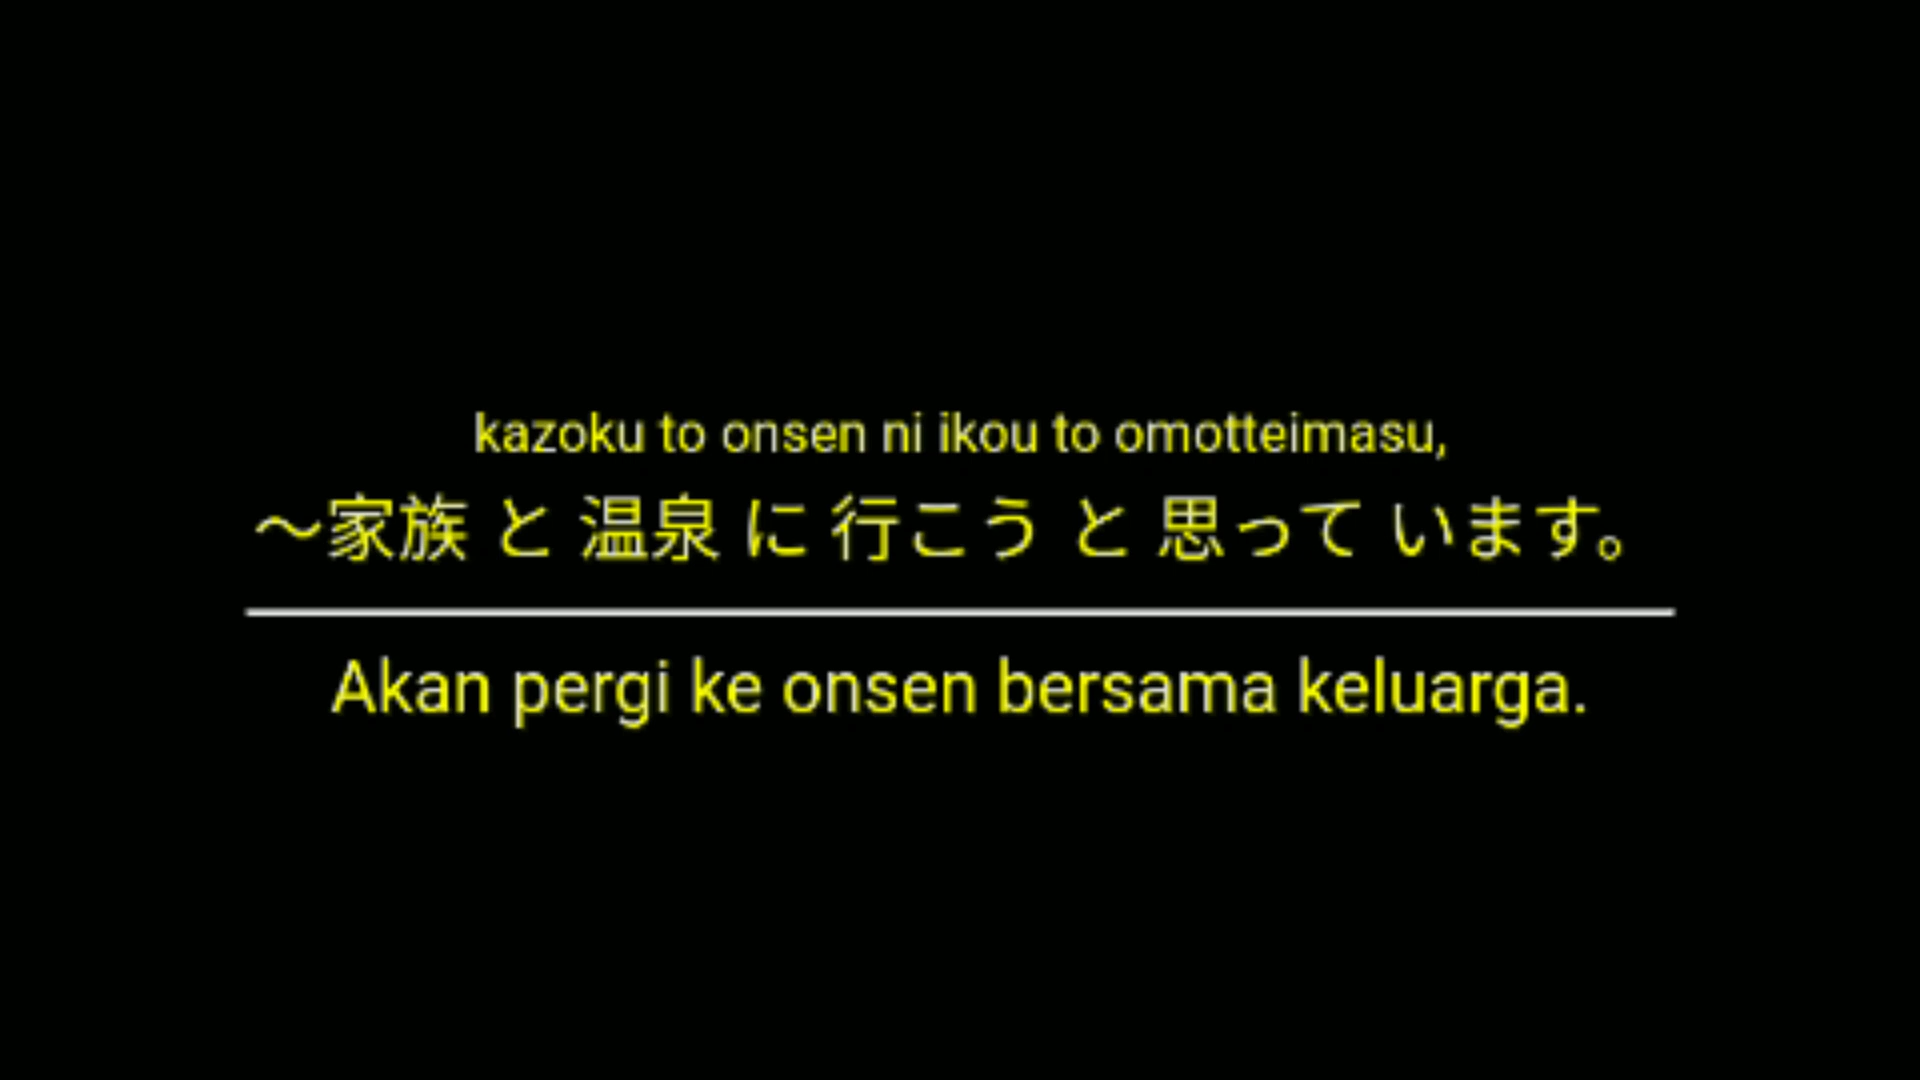 kazoku to onsen ni ikou to omotteimasu,
～家族 と 温泉 に 行こう と 思って います。
Akan pergi ke onsen bersama keluarga.